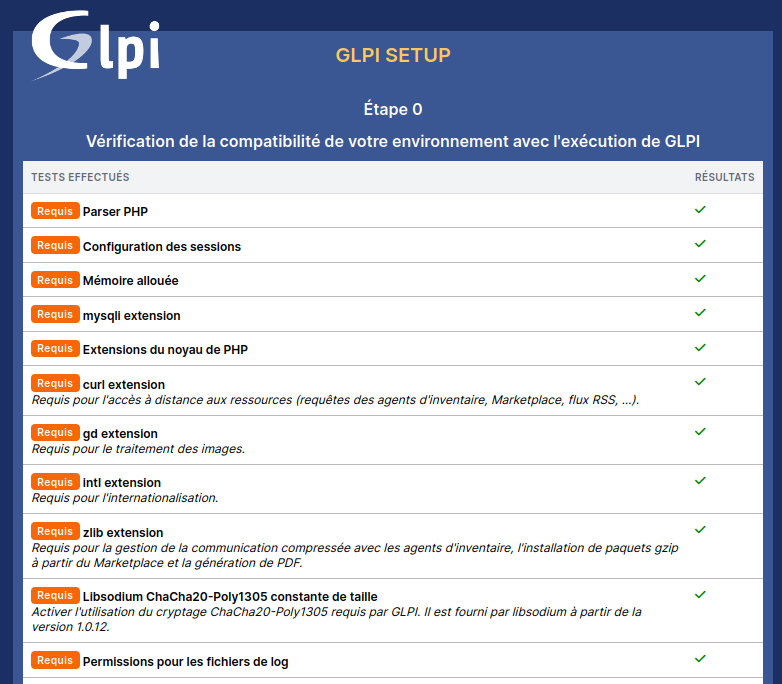 Glpi
GLPI SETUP
Étape 0
Vérification de la compatibilité de votre environnement avec l'exécution de GLPI
TESTS EFFECTUÉS RÉSULTATS
Requis Parser PHP
Requis Configuration des sessions
Requis Mémoire allouée
Requis mysqli extension
Requis Extensions du noyau de PHP
Requis curl extension
Requis pour l'accès à distance aux ressources (requêtes des agents d'inventaire, Marketplace, flux RSS, ...).
Requis gd extension
Requis pour le traitement des images.
Requis intl extension
Requis pour l'internationalisation.
Requis zlib extension
Requis pour la gestion de la communication compressée avec les agents d'inventaire, l'installation de paquets gzip
à partir du Marketplace et la génération de PDF.
Requis Libsodium ChaCha20-Poly1305 constante de taille
Activer l'utilisation du cryptage ChaCha20-Poly1305 requis par GLPI. Il est fourni par libsodium à partir de la
version 1.0.12.
Requis Permissions pour les fichiers de log